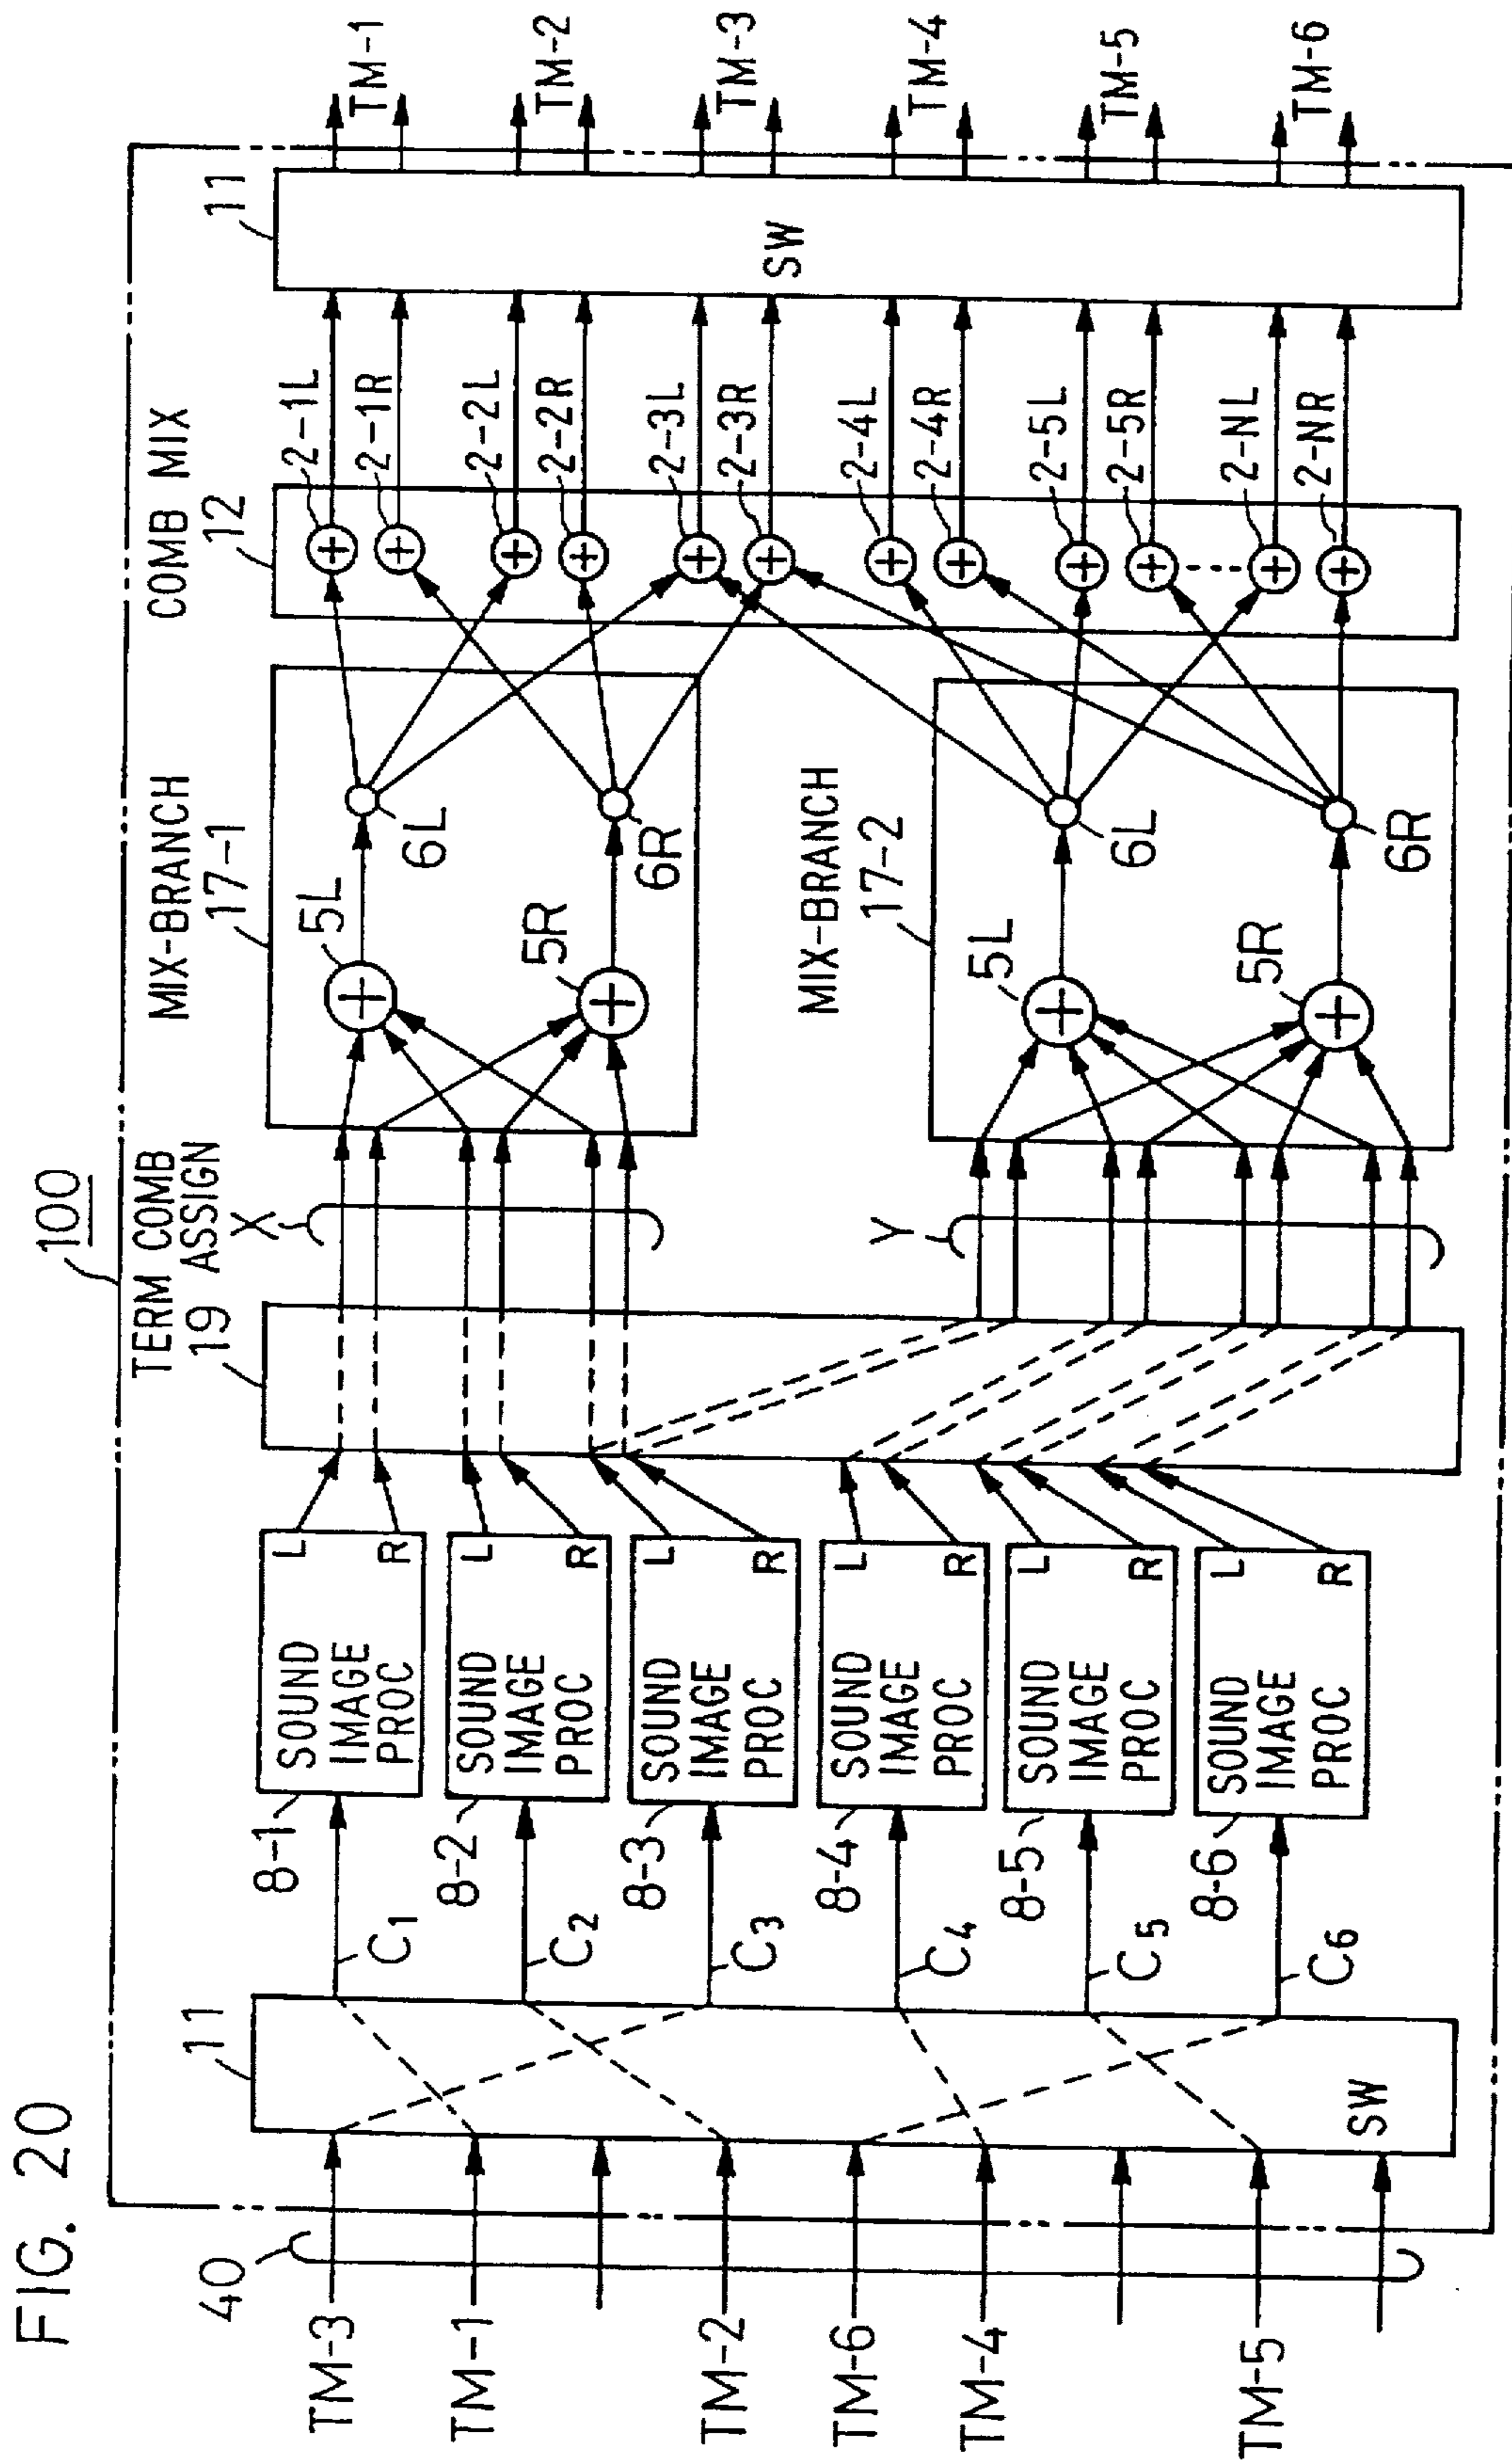 FIG. 20
100
40
TM-3
TM-1
TM-2
TM-6
TM-4
TM-5
11
SW
C1
C2
C3
C4
C5
C6
8-1
SOUND
IMAGE
PROC
L
R
8-2
SOUND
IMAGE
PROC
L
R
8-3
SOUND
IMAGE
PROC
L
R
8-4
SOUND
IMAGE
PROC
L
R
8-5
SOUND
IMAGE
PROC
L
R
8-6
SOUND
IMAGE
PROC
L
R
TERM COMB
19 ASSIGN
X
Y
MIX-BRANCH
17-1
5L
5R
6L
6R
MIX-BRANCH
17-2
5L
5R
6L
6R
COMB MIX
12
2-1L
2-1R
2-2L
2-2R
2-3L
2-3R
2-4L
2-4R
2-5L
2-5R
2-NL
2-NR
11
SW
TM-1
TM-2
TM-3
TM-4
TM-5
TM-6